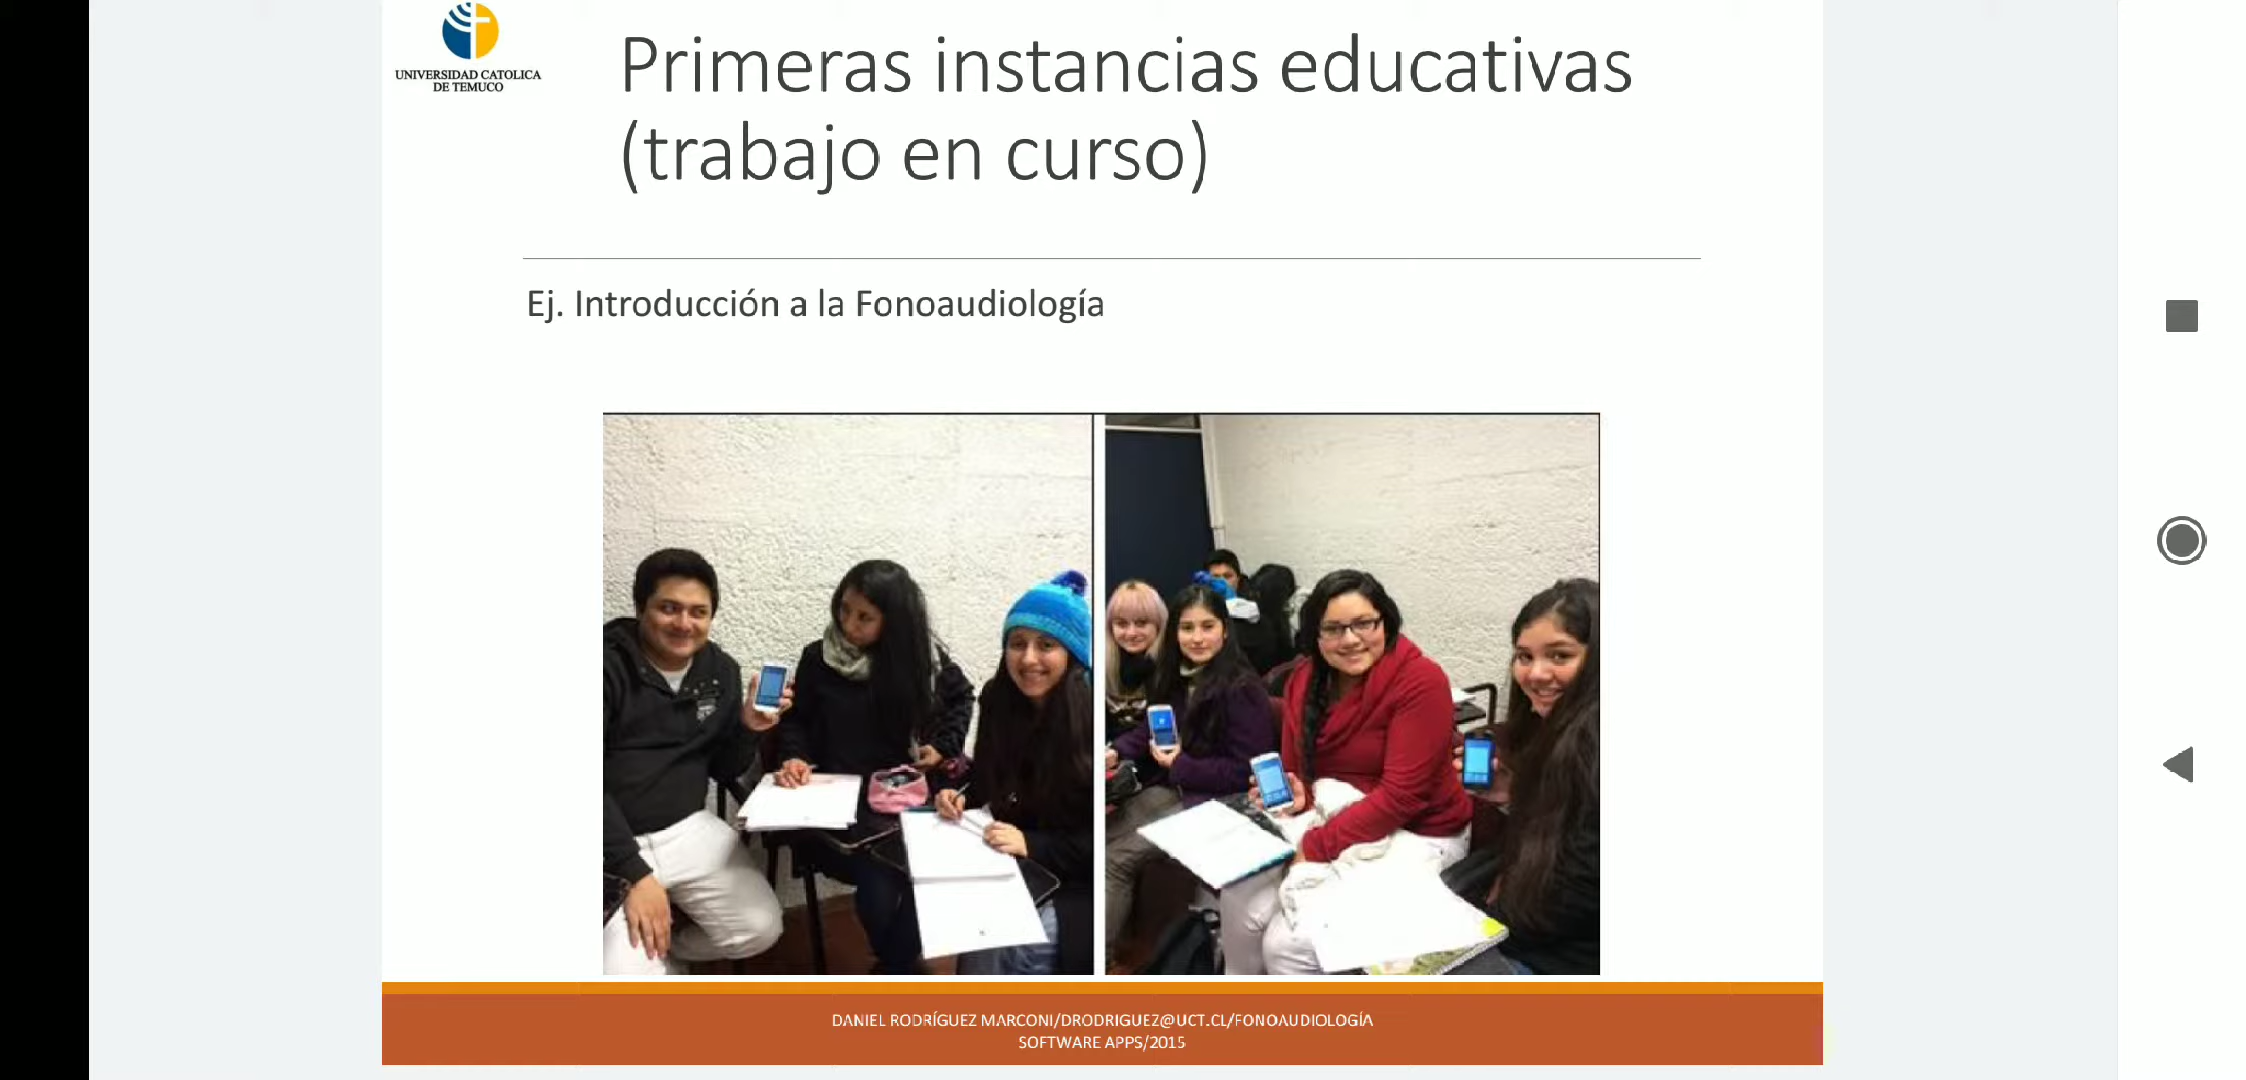 UNIVERSIDAD CATOLICA
DE TEMUCO
Primeras instancias educativas
(trabajo en curso)
Ej. Introducción a la Fonoaudiología
DANIEL RODRÍGUEZ MARCONI/DRODRIGUEZ@UCT.CL/FONOAUDIOLOGÍA
SOFTWARE APPS/2015